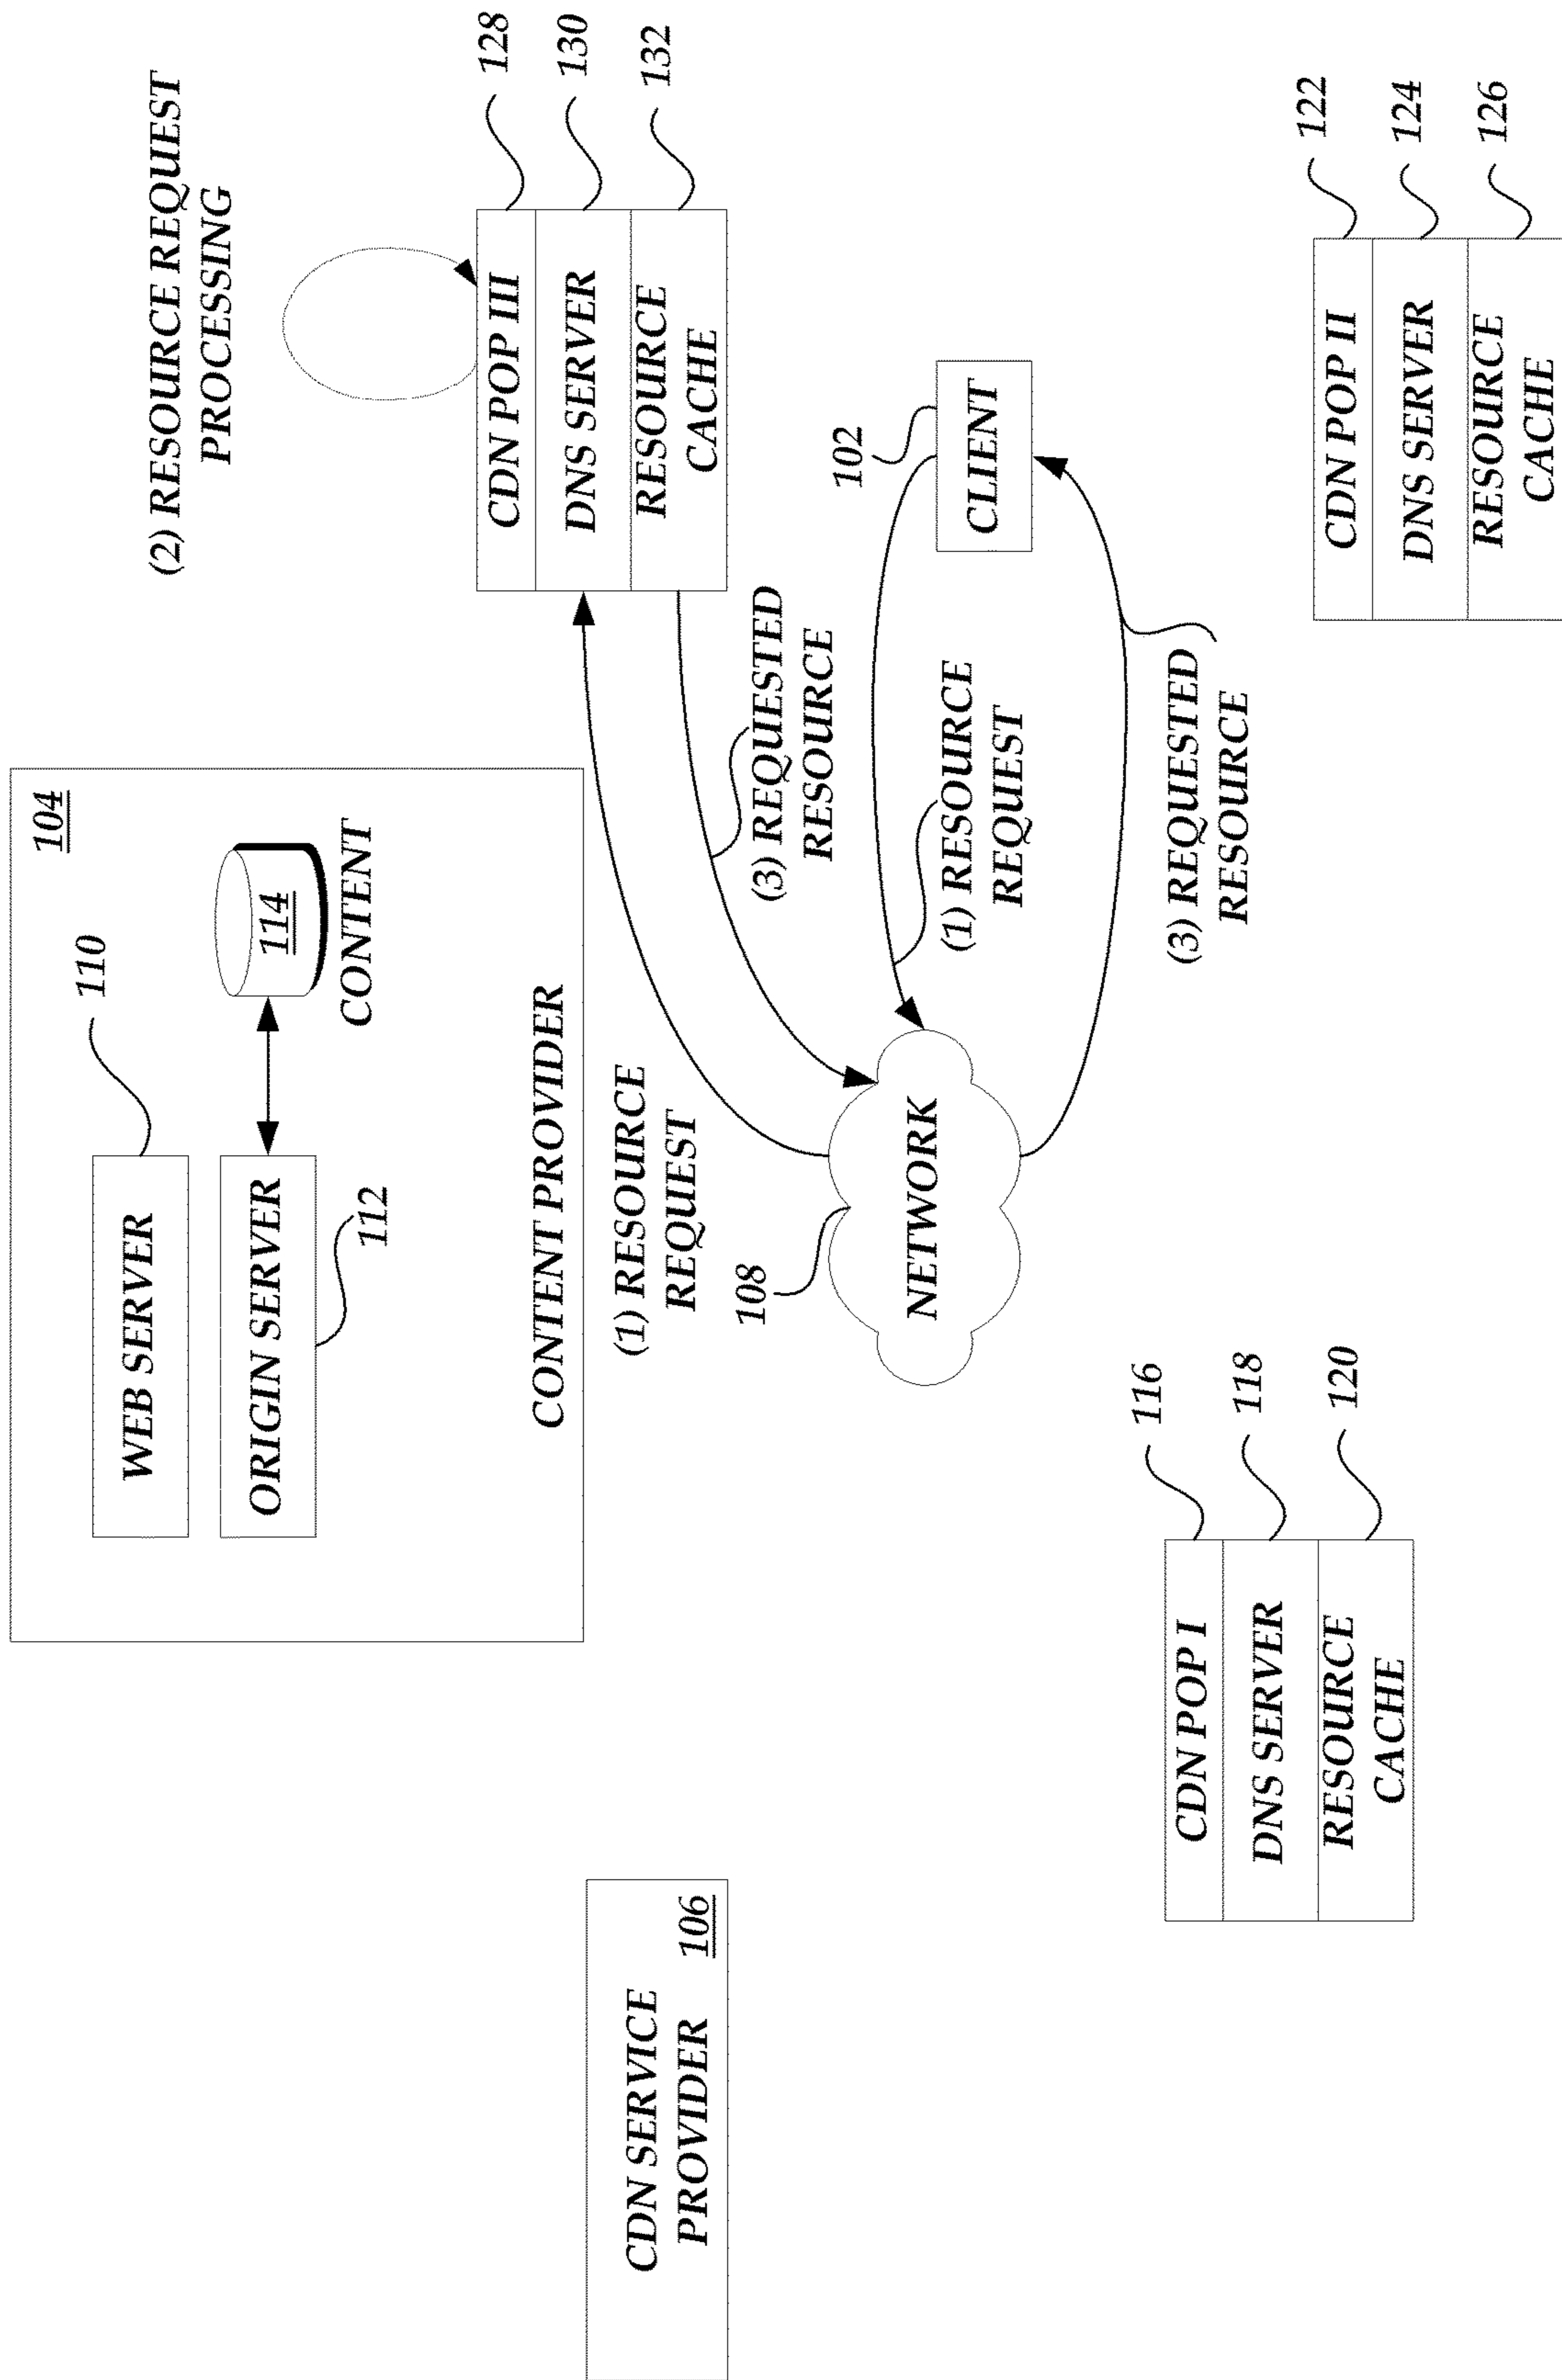 104
WEB SERVER
110
ORIGIN SERVER
112
114
CONTENT
CONTENT PROVIDER
(2) RESOURCE REQUEST
PROCESSING
CDN POP III
128
DNS SERVER
130
RESOURCE
CACHE
132
CDN SERVICE
PROVIDER
106
(1) RESOURCE
REQUEST
(3) REQUESTED
RESOURCE
108
NETWORK
102
CLIENT
(1) RESOURCE
REQUEST
(3) REQUESTED
RESOURCE
CDN POP I
116
DNS SERVER
118
RESOURCE
CACHE
120
CDN POP II
122
DNS SERVER
124
RESOURCE
CACHE
126